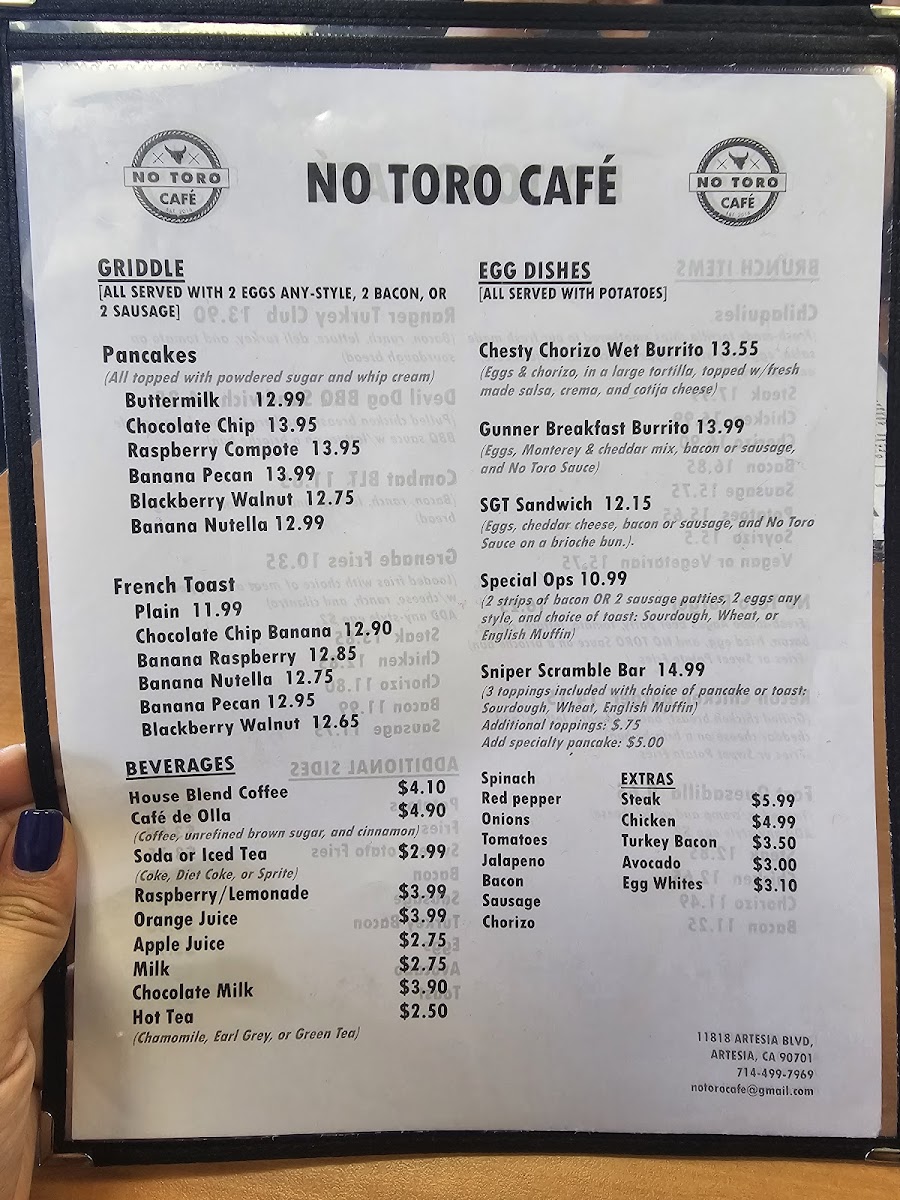 NO TORO
CAFÉ
NO TORO CAFÉ
NO TORO
CAFÉ
GRIDDLE
[ALL SERVED WITH 2 EGGS ANY-STYLE, 2 BACON, OR
2 SAUSAGE]
Pancakes
(All topped with powdered sugar and whip cream)
Buttermilk 12.99
Chocolate Chip 13.95
Raspberry Compote 13.95
Banana Pecan 13.99
Blackberry Walnut 12.75
Banana Nutella 12.99
French Toast
Plain 11.99
Chocolate Chip Banana 12.90
Banana Raspberry 12.85
Banana Nutella 12.75
Banana Pecan 12.95
Blackberry Walnut 12.65
BEVERAGES
House Blend Coffee $4.10
Café de Olla $4.90
(Coffee, unrefined brown sugar, and cinnamon)
Soda or Iced Tea $2.99
(Coke, Diet Coke, or Sprite)
Raspberry/Lemonade $3.99
Orange Juice $3.99
Apple Juice $2.75
Milk $2.75
Chocolate Milk $3.90
Hot Tea $2.50
(Chamomile, Earl Grey, or Green Tea)
EGG DISHES
[ALL SERVED WITH POTATOES]
Chesty Chorizo Wet Burrito 13.55
(Eggs & chorizo, in a large tortilla, topped w/fresh
made salsa, crema, and cotija cheese)
Gunner Breakfast Burrito 13.99
(Eggs, Monterey & cheddar mix, bacon or sausage,
and No Toro Sauce)
SGT Sandwich 12.15
(Eggs, cheddar cheese, bacon or sausage, and No Toro
Sauce on a brioche bun.).
Special Ops 10.99
(2 strips of bacon OR 2 sausage patties, 2 eggs any
style, and choice of toast: Sourdough, Wheat, or
English Muffin)
Sniper Scramble Bar 14.99
(3 toppings included with choice of pancake or toast:
Sourdough, Wheat, English Muffin)
Additional toppings: $.75
Add specialty pancake: $5.00
Spinach
Red pepper
Onions
Tomatoes
Jalapeno
Bacon
Sausage
Chorizo
EXTRAS
Steak $5.99
Chicken $4.99
Turkey Bacon $3.50
Avocado $3.00
Egg Whites $3.10
11818 ARTESIA BLVD,
ARTESIA, CA 90701
714-499-7969
notorocafe@gmail.com